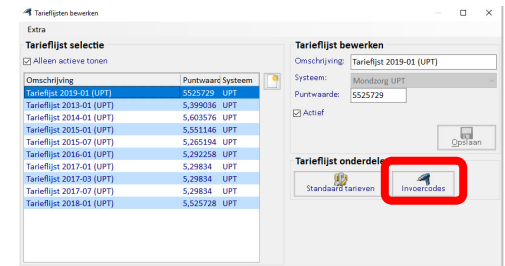 Tarieflijsten bewerken
Extra
Tarieflijst selectie
Alleen actieve tonen
Omschrijving Puntwaard Systeem
Tarieflijst 2019-01 (UPT) 5525729 UPT
Tarieflijst 2013-01 (UPT) 5,399036 UPT
Tarieflijst 2014-01 (UPT) 5,603576 UPT
Tarieflijst 2015-01 (UPT) 5,551146 UPT
Tarieflijst 2015-07 (UPT) 5,265194 UPT
Tarieflijst 2016-01 (UPT) 5,292258 UPT
Tarieflijst 2017-01 (UPT) 5,29834 UPT
Tarieflijst 2017-03 (UPT) 5,29834 UPT
Tarieflijst 2017-07 (UPT) 5,29834 UPT
Tarieflijst 2018-01 (UPT) 5,525728 UPT
Tarieflijst bewerken
Omschrijving: Tarieflijst 2019-01 (UPT)
Systeem: Mondzorg UPT
Puntwaarde: 5525729
Actief
Opslaan
Tarieflijst onderdele
Standaard tarieven
Invoercodes